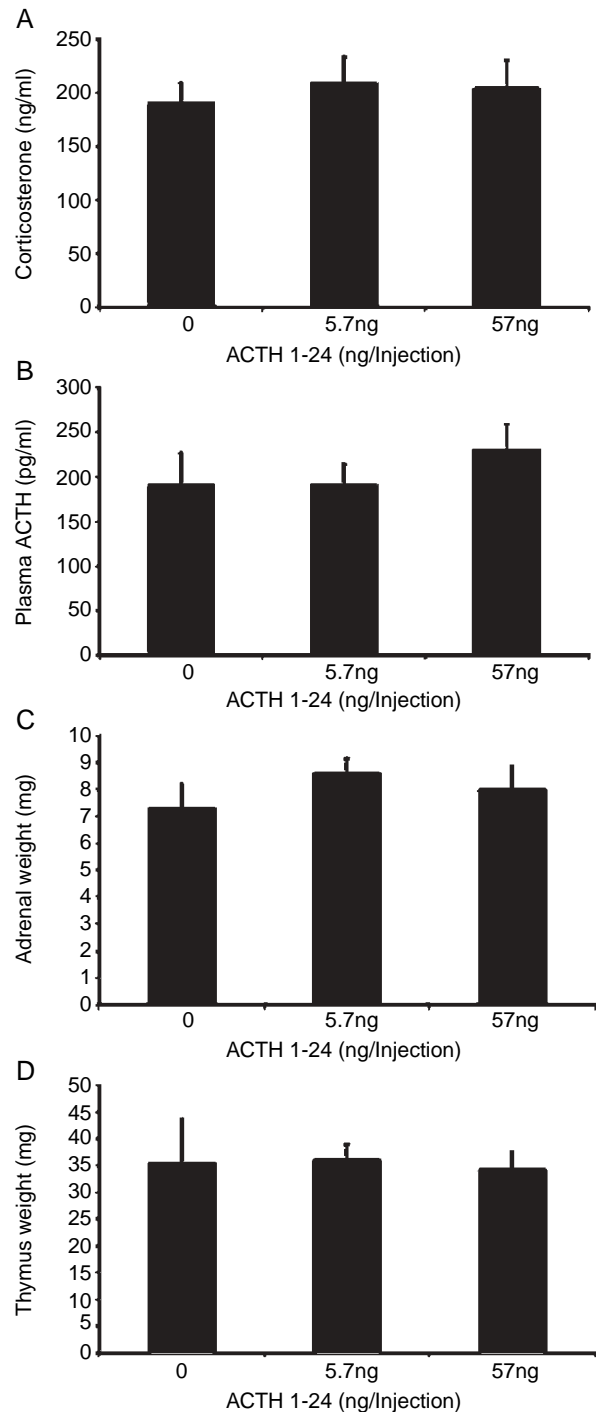 A
Corticosterone (ng/ml)
250
200
150
100
50
0
0 5.7ng 57ng
ACTH 1-24 (ng/Injection)
B
Plasma ACTH (pg/ml)
300
250
200
150
100
50
0
0 5.7ng 57ng
ACTH 1-24 (ng/Injection)
C
Adrenal weight (mg)
10
9
8
7
6
5
4
3
2
1
0
0 5.7ng 57ng
ACTH 1-24 (ng/Injection)
D
Thymus weight (mg)
50
45
40
35
30
25
20
15
10
5
0
0 5.7ng 57ng
ACTH 1-24 (ng/Injection)